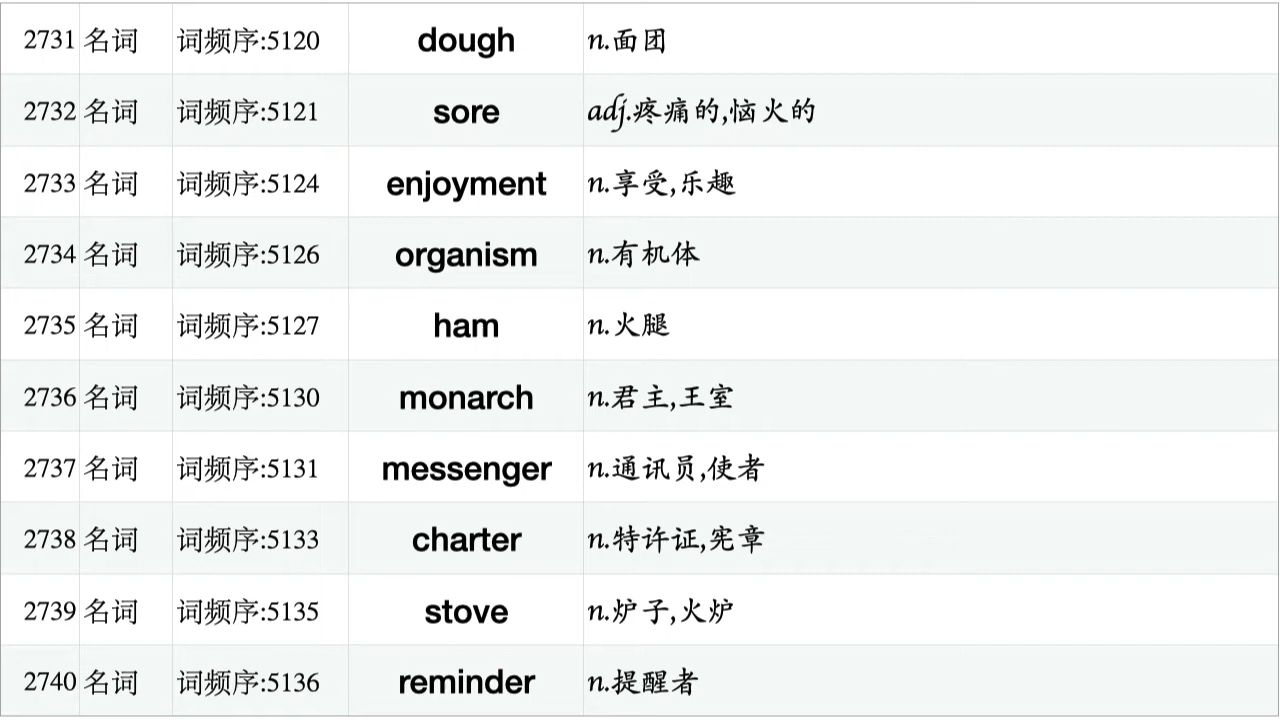 2731 名词 词频序:5120 dough n.面团
2732 名词 词频序:5121 sore adj.疼痛的,恼火的
2733 名词 词频序:5124 enjoyment n.享受,乐趣
2734 名词 词频序:5126 organism n.有机体
2735 名词 词频序:5127 ham n.火腿
2736 名词 词频序:5130 monarch n.君主,王室
2737 名词 词频序:5131 messenger n.通讯员,使者
2738 名词 词频序:5133 charter n.特许证,宪章
2739 名词 词频序:5135 stove n.炉子,火炉
2740 名词 词频序:5136 reminder n.提醒者